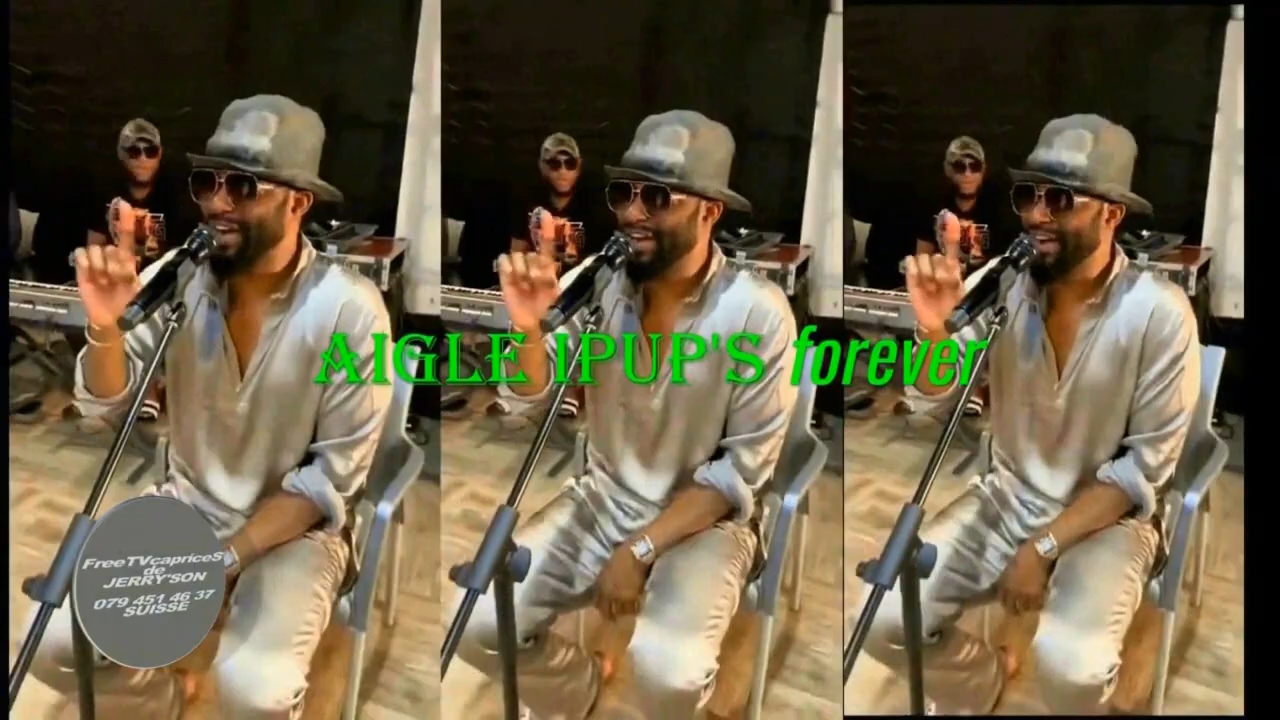 AIGLE IPUP'S forever
FreeTVcapriceS
de
JERRY'SON
079 451 46 37
SUISSE